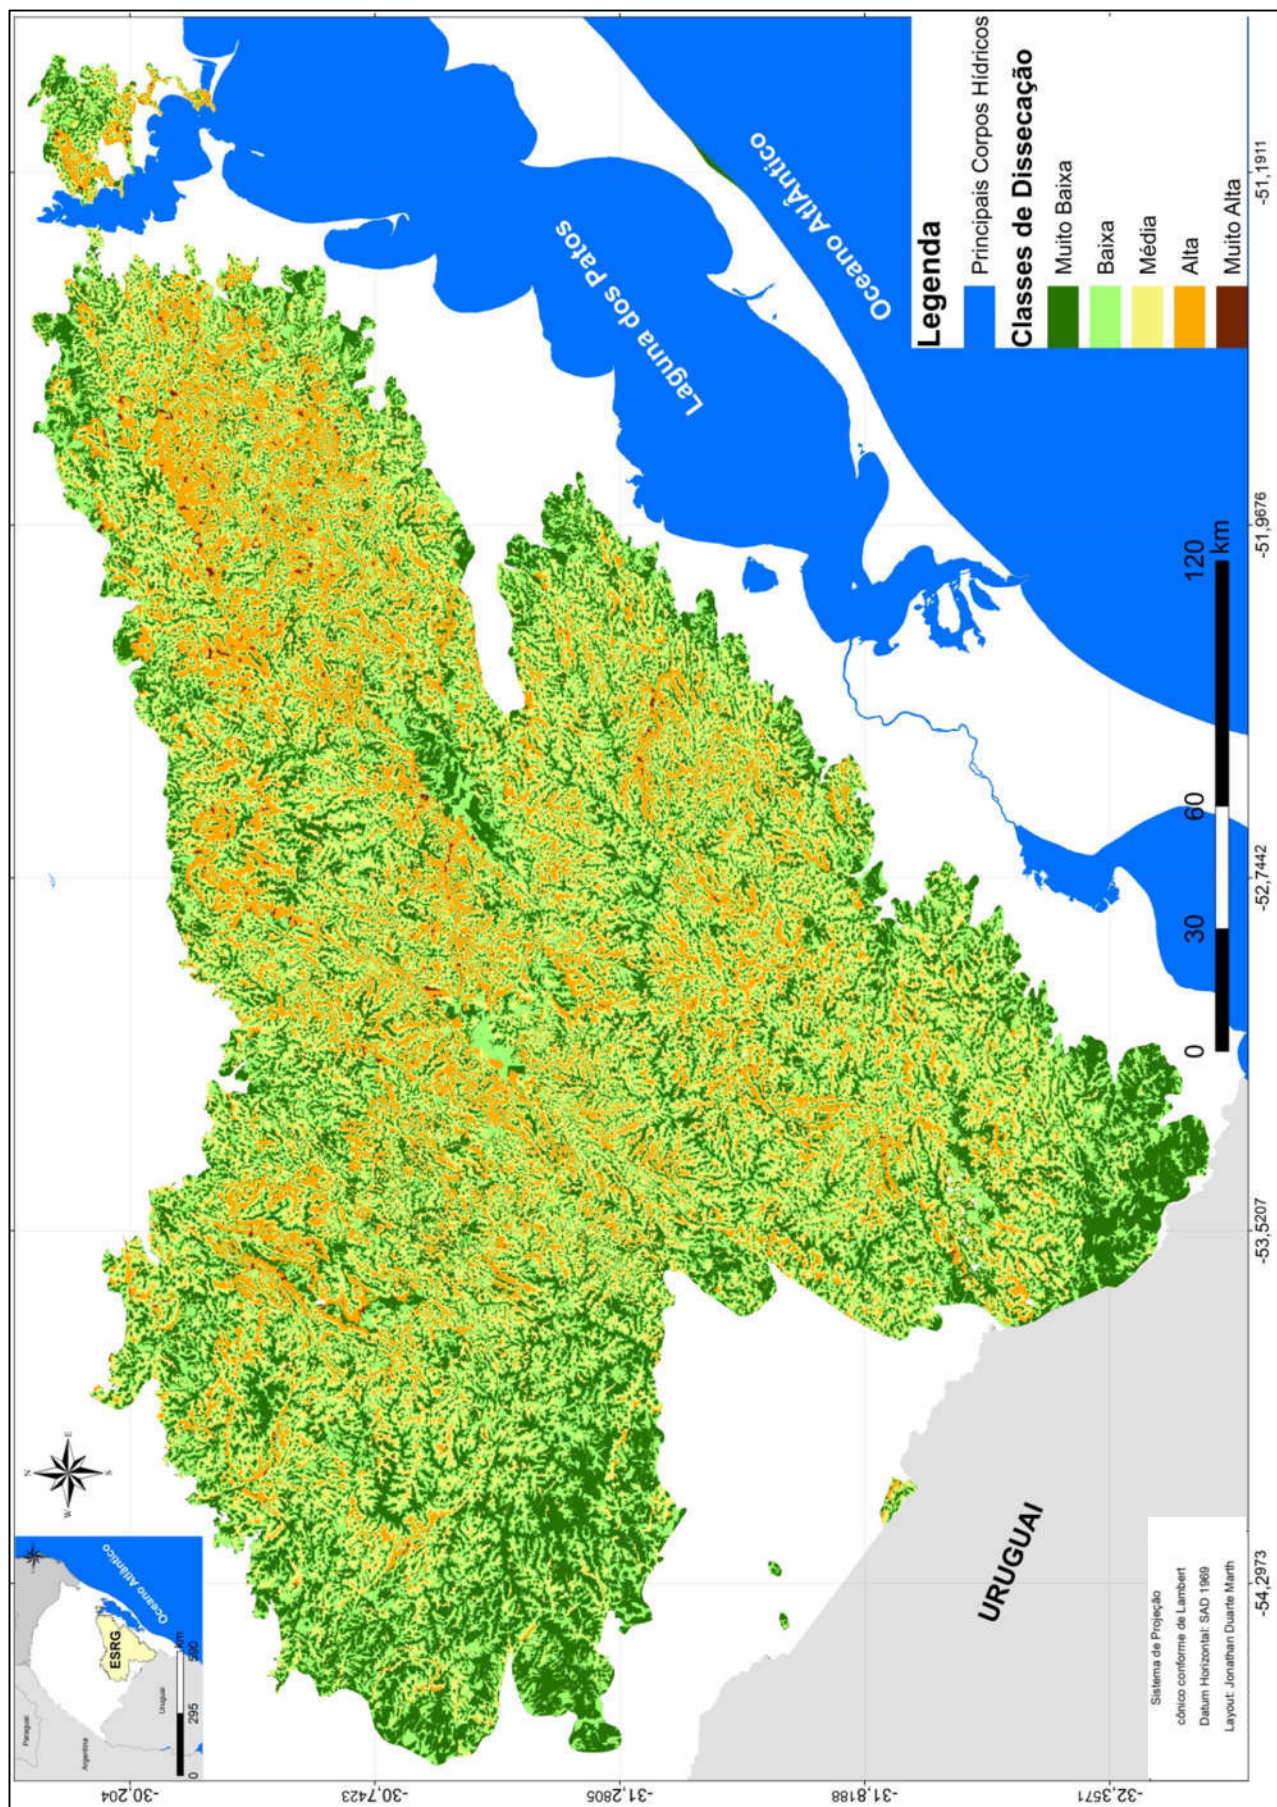 Paraguai
Argentina
Uruguai
ESRG
Oceano Atlântico
0 295 590
km
N
W E
S
Laguna dos Patos
Oceano AtlÂntico
URUGUAI
Legenda
Principais Corpos Hídricos
Classes de Dissecação
Muito Baixa
Baixa
Média
Alta
Muito Alta
0 30 60 120
km
Sistema de Projeção
cônico conforme de Lambert
Datum Horizontal: SAD 1969
Layout: Jonathan Duarte Marth
-30,204
-30,7423
-31,2805
-31,8188
-32,3571
-54,2973
-53,5207
-52,7442
-51,9676
-51,1911